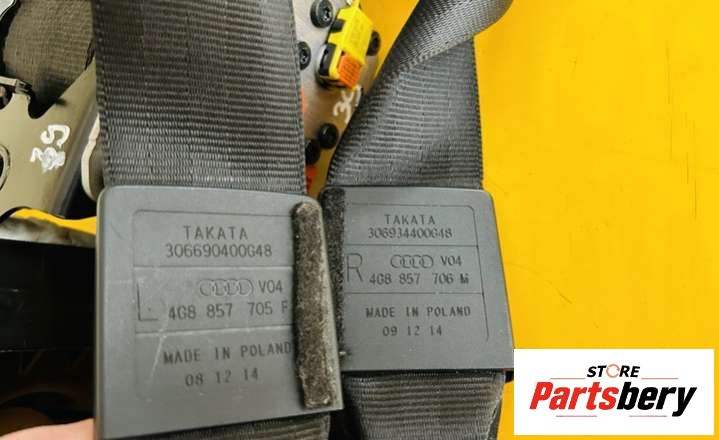 TAKATA
306690400G48
L V04
4G8 857 705 F
MADE IN POLAND
08 12 14
TAKATA
306934400G48
R V04
4G8 857 706 M
MADE IN POLAND
09 12 14
STORE
Partsbery